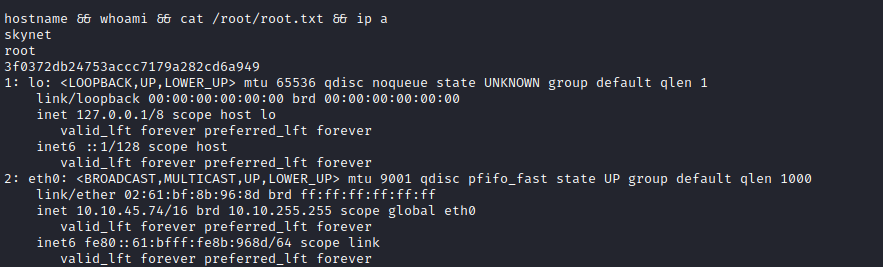 hostname && whoami && cat /root/root.txt && ip a
skynet
root
3f0372db24753accc7179a282cd6a949
1: lo: <LOOPBACK,UP,LOWER_UP> mtu 65536 qdisc noqueue state UNKNOWN group default qlen 1
link/loopback 00:00:00:00:00:00 brd 00:00:00:00:00:00
inet 127.0.0.1/8 scope host lo
valid_lft forever preferred_lft forever
inet6 ::1/128 scope host
valid_lft forever preferred_lft forever
2: eth0: <BROADCAST,MULTICAST,UP,LOWER_UP> mtu 9001 qdisc pfifo_fast state UP group default qlen 1000
link/ether 02:61:bf:8b:96:8d brd ff:ff:ff:ff:ff:ff
inet 10.10.45.74/16 brd 10.10.255.255 scope global eth0
valid_lft forever preferred_lft forever
inet6 fe80::61:bfff:fe8b:968d/64 scope link
valid_lft forever preferred_lft forever